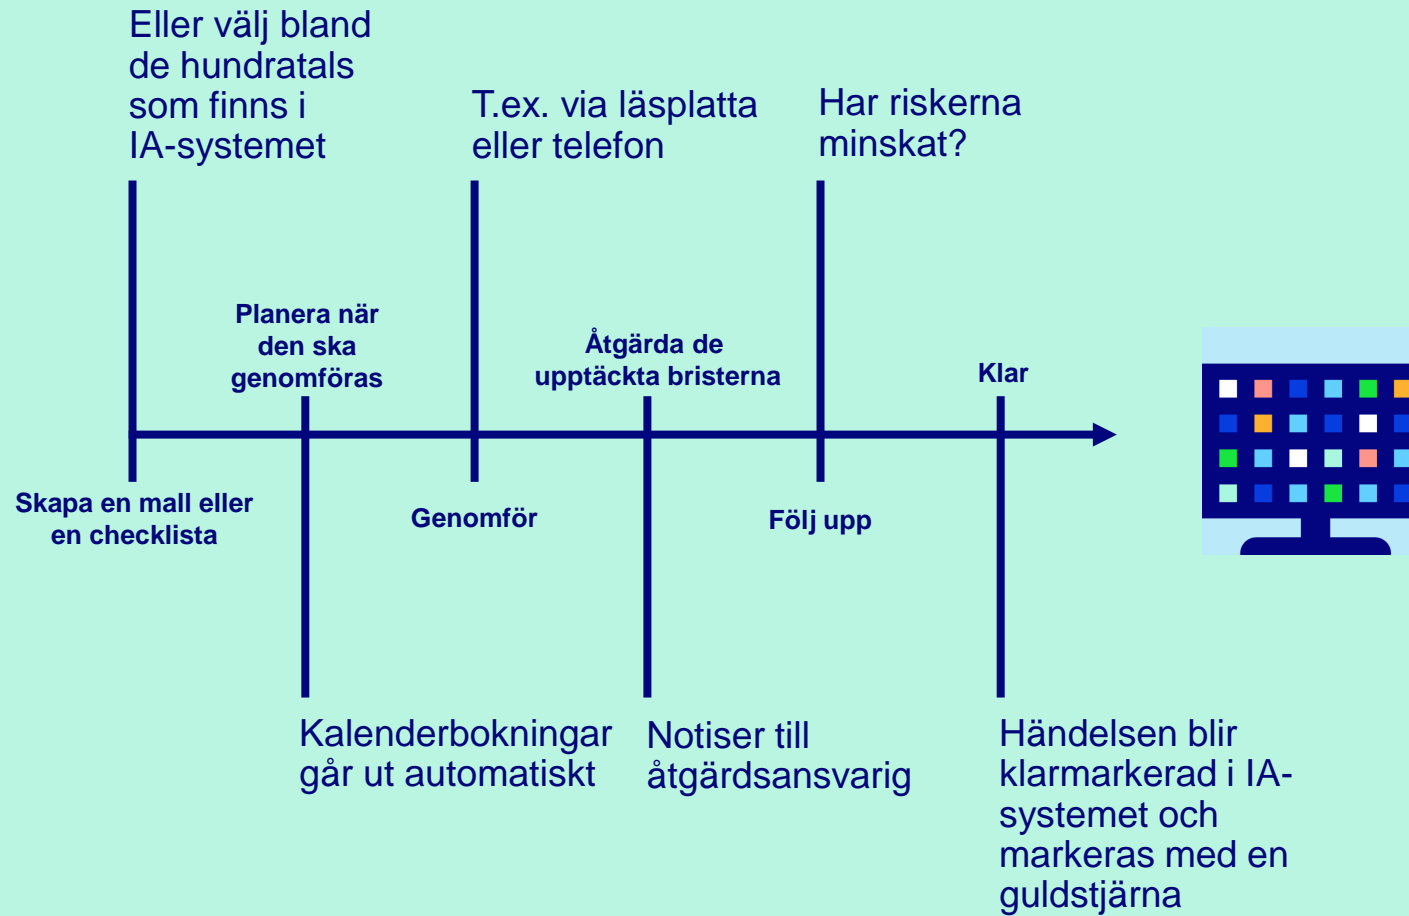 Eller välj bland
de hundratals
som finns i
IA-systemet
T.ex. via läsplatta
eller telefon
Har riskerna
minskat?
Planera när
den ska
genomföras
Åtgärda de
upptäckta bristerna
Klar
Skapa en mall eller
en checklista
Genomför
Följ upp
Kalenderbokningar
går ut automatiskt
Notiser till
åtgärdsansvarig
Händelsen blir
klarmarkerad i IA-
systemet och
markeras med en
guldstjärna